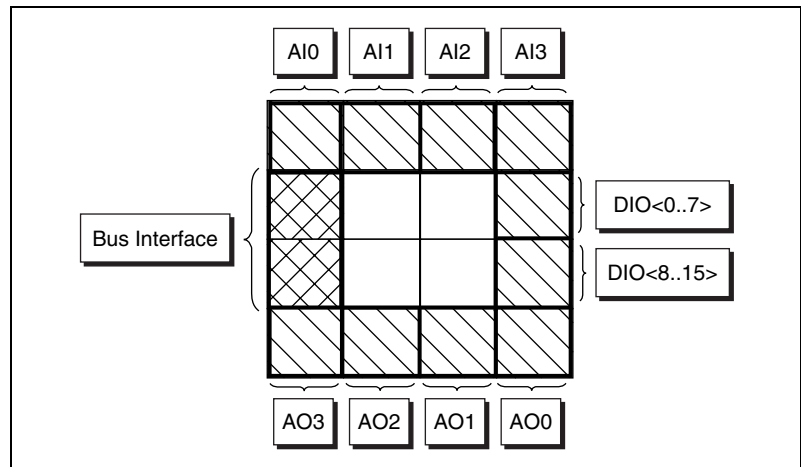 AI0 AI1 AI2 AI3
DIO<0..7>
Bus Interface
DIO<8..15>
AO3 AO2 AO1 AO0